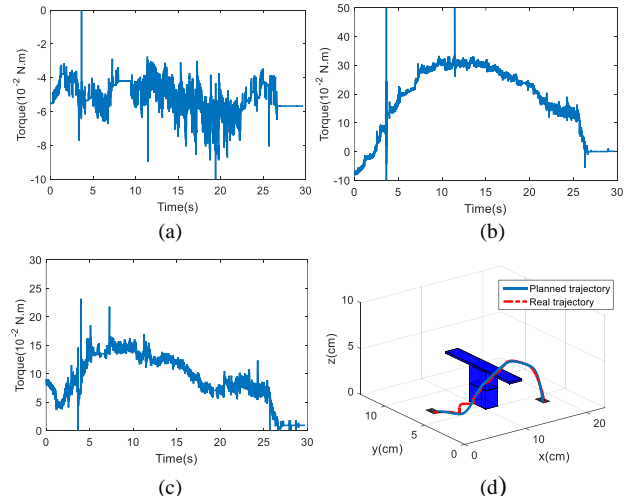 0
-2
-4
-6
-8
-10
Torque(10^-2 N.m)
0 5 10 15 20 25 30
Time(s)
(a)
50
40
30
20
10
0
-10
Torque(10^-2 N.m)
0 5 10 15 20 25 30
Time(s)
(b)
30
25
20
15
10
5
0
Torque(10^-2 N.m)
0 5 10 15 20 25 30
Time(s)
(c)
Planned trajectory
Real trajectory
10
5
0
z(cm)
10
5
0
y(cm)
0
10
20
x(cm)
(d)